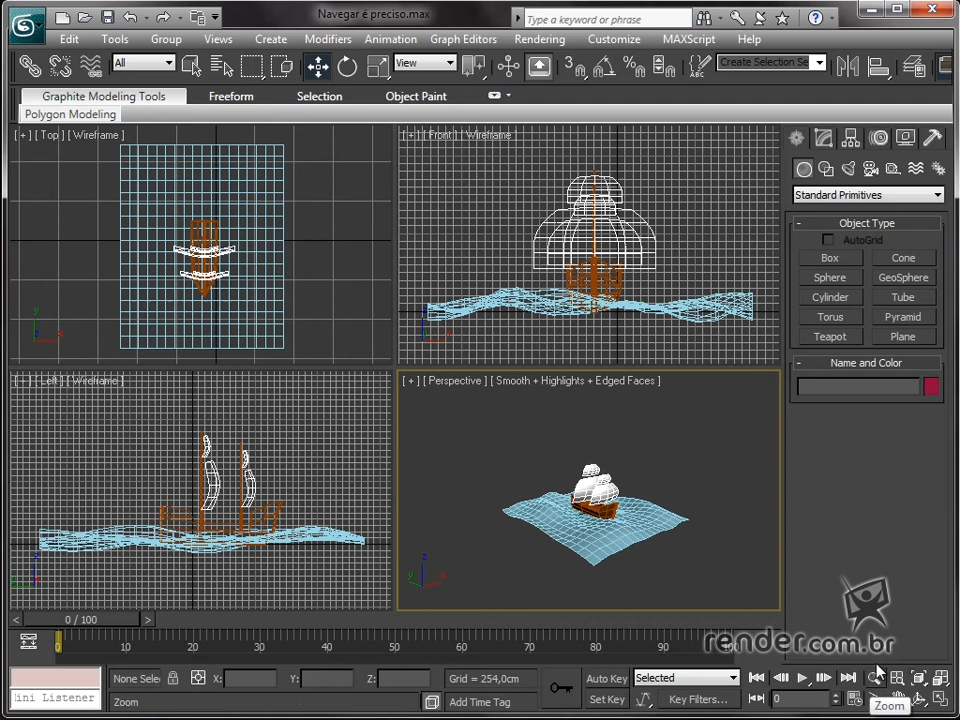 Navegar é preciso.max
Type a keyword or phrase
Edit Tools Group Views Create Modifiers Animation Graph Editors Rendering Customize MAXScript Help
All View Create Selection Se
Graphite Modeling Tools Freeform Selection Object Paint
Polygon Modeling
[ + ] [ Top ] [ Wireframe ]
[ + ] [ Front ] [ Wireframe ]
Standard Primitives
Object Type
AutoGrid
Box Cone
Sphere GeoSphere
Cylinder Tube
Torus Pyramid
Teapot Plane
Name and Color
[ + ] [ Left ] [ Wireframe ]
[ + ] [ Perspective ] [ Smooth + Highlights + Edged Faces ]
0 / 100
render.com.br
0 10 20 30 40 50 60 70 80 90 100
None Selec X: Y: Z: Grid = 254,0cm Auto Key Selected
ini Listener Zoom Add Time Tag Set Key Key Filters... 0
Zoom